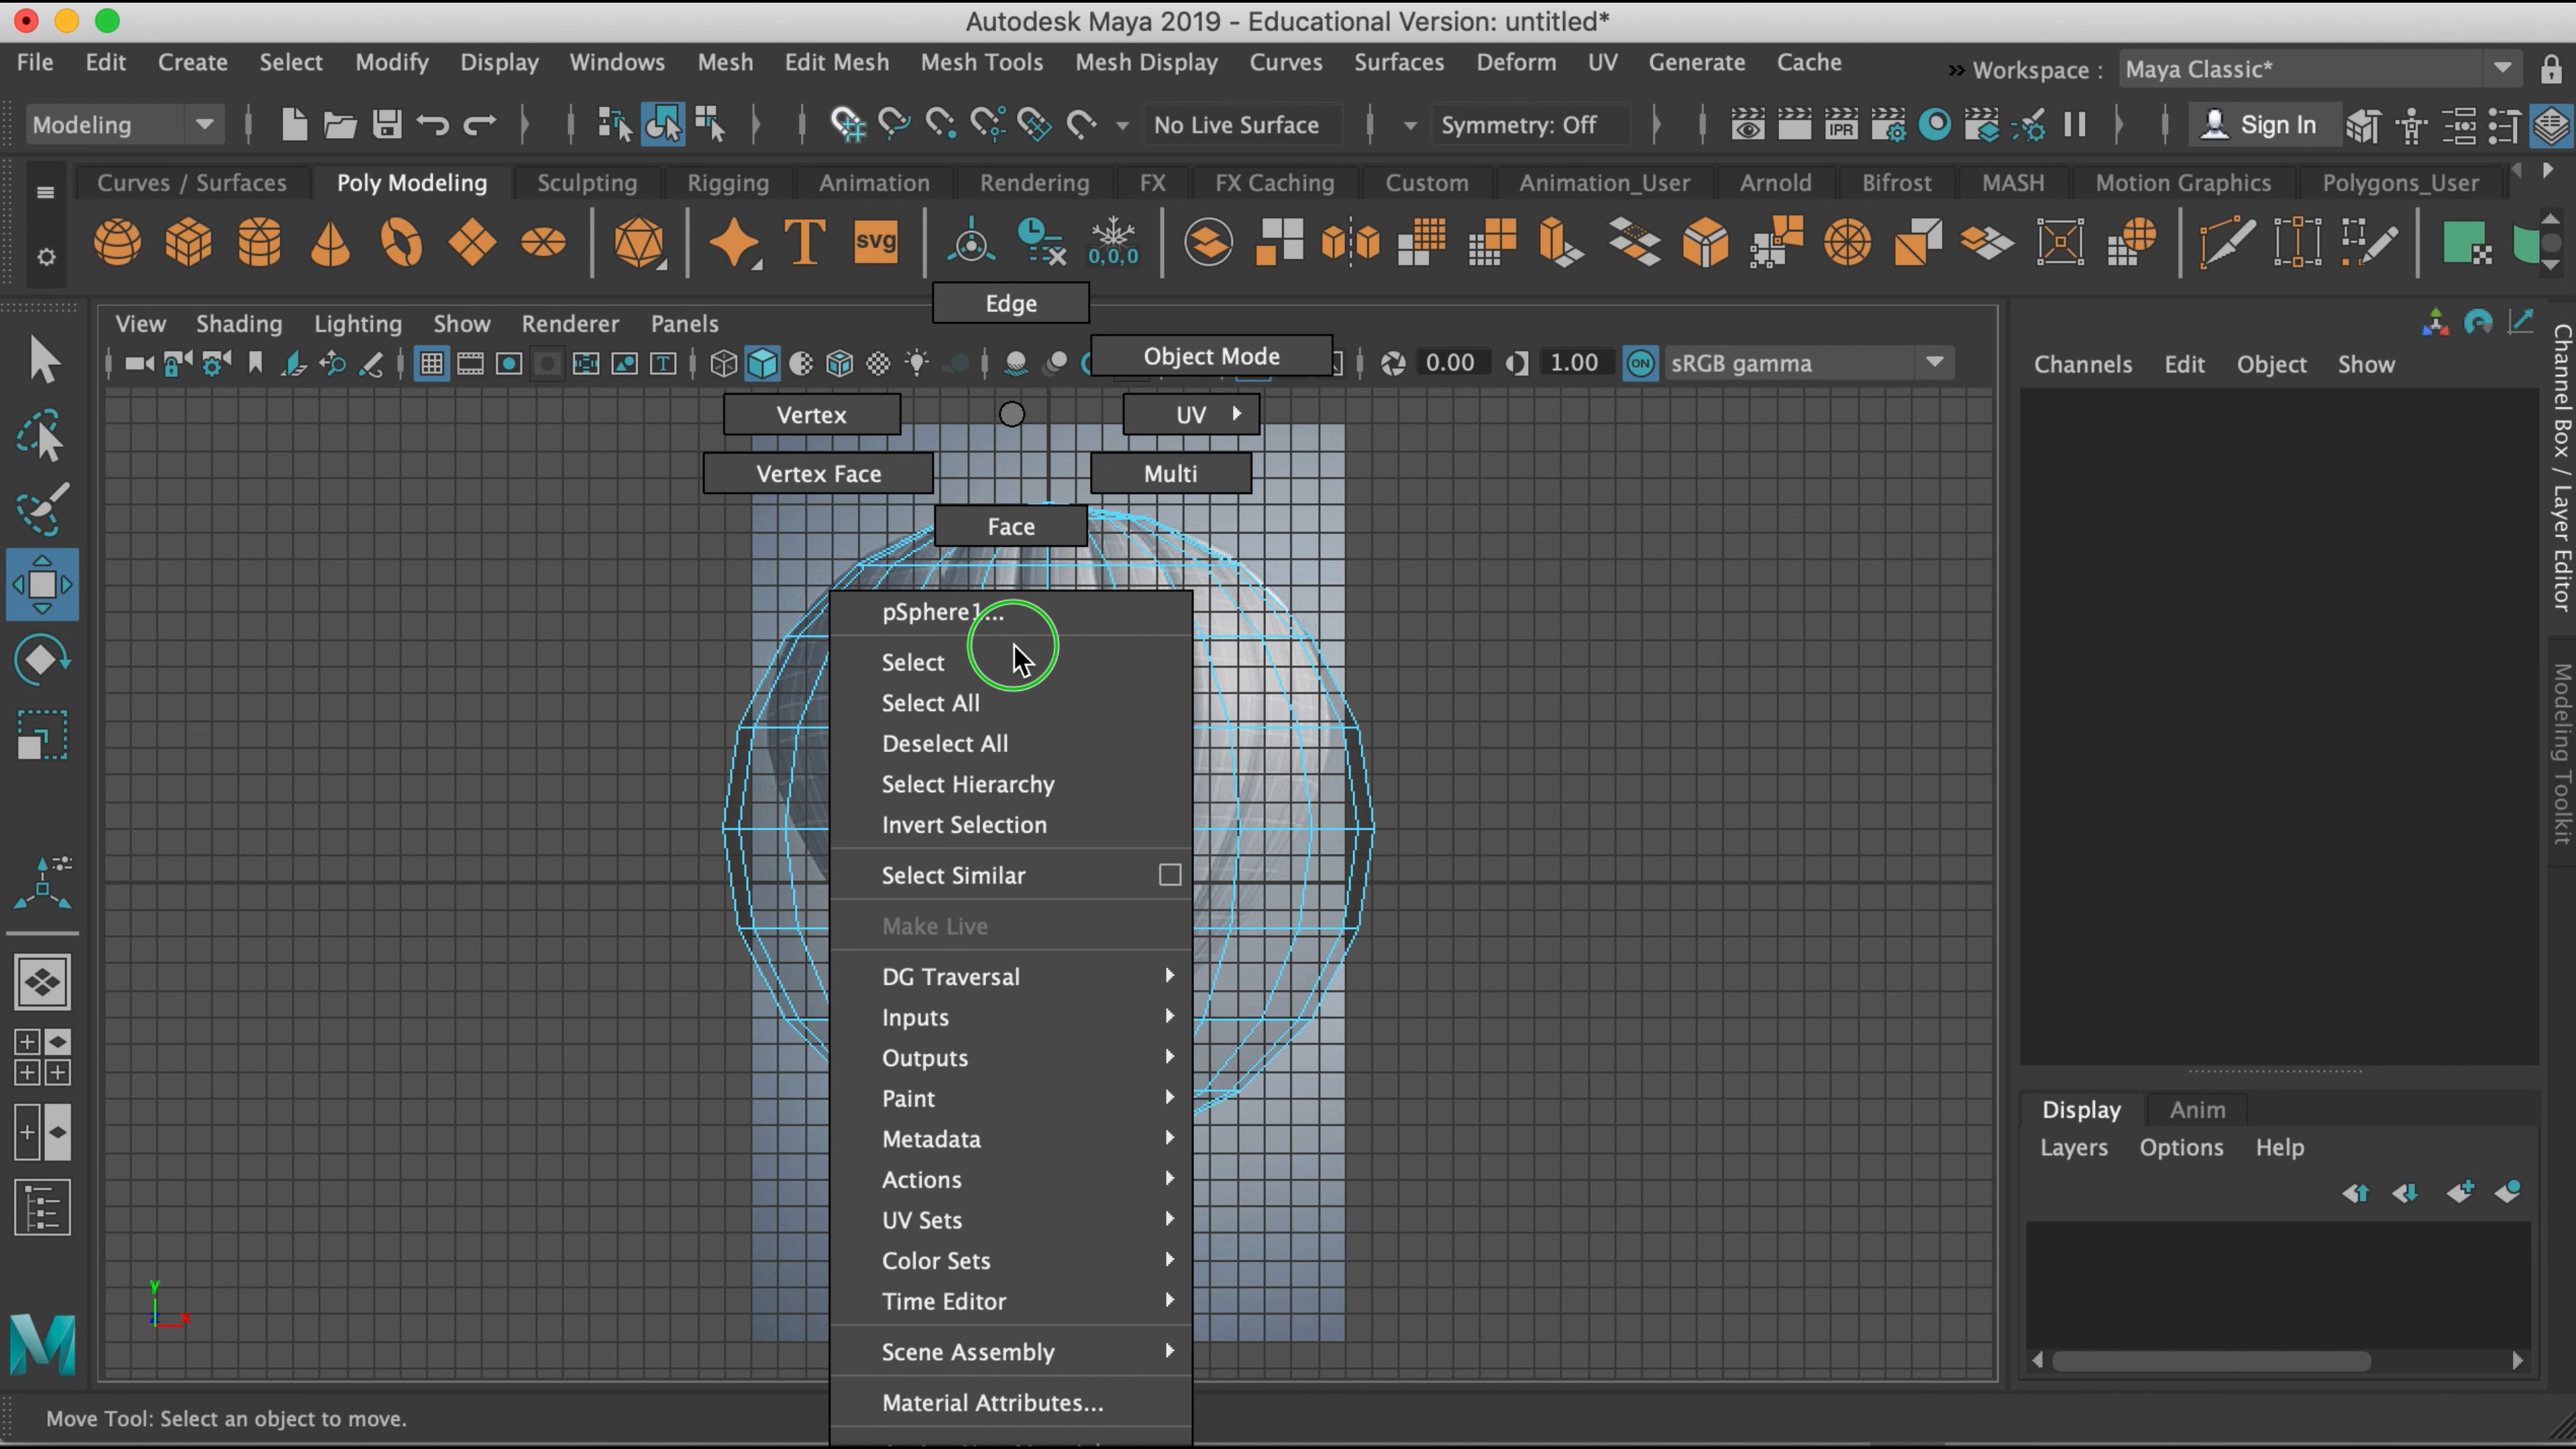 Autodesk Maya 2019 - Educational Version: untitled*
File Edit Create Select Modify Display Windows Mesh Edit Mesh Mesh Tools Mesh Display Curves Surfaces Deform UV Generate Cache » Workspace : Maya Classic*
Modeling No Live Surface Symmetry: Off IPR Sign In
Curves / Surfaces Poly Modeling Sculpting Rigging Animation Rendering FX FX Caching Custom Animation_User Arnold Bifrost MASH Motion Graphics Polygons_User
T svg 0,0,0
Edge
View Shading Lighting Show Renderer Panels
Object Mode
T 0.00 1.00 ON sRGB gamma
Channels Edit Object Show
Vertex UV
Vertex Face Multi
Face
pSphere1...
Select
Select All
Deselect All
Select Hierarchy
Invert Selection
Select Similar
Make Live
DG Traversal
Inputs
Outputs
Paint
Metadata
Actions
UV Sets
Color Sets
Time Editor
Scene Assembly
Material Attributes...
Channel Box / Layer Editor
Modeling Toolkit
Display Anim
Layers Options Help
y
z x
M
Move Tool: Select an object to move.